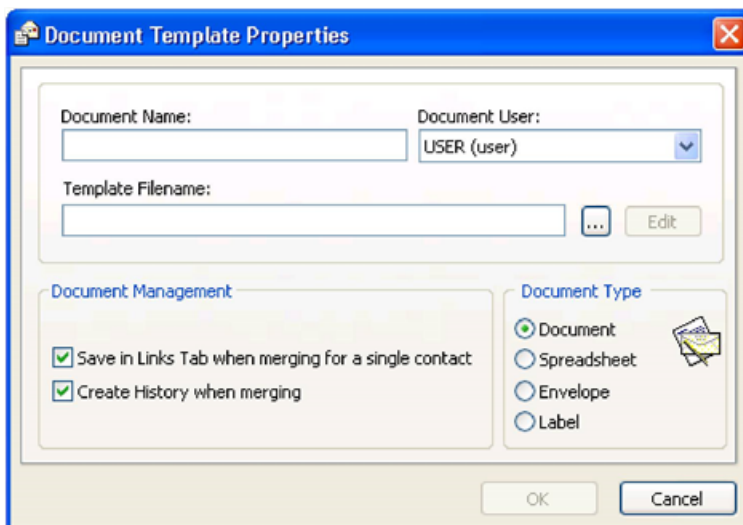 Document Template Properties
Document Name:
Document User:
USER (user)
Template Filename:
...
Edit
Document Management
Save in Links Tab when merging for a single contact
Create History when merging
Document Type
Document
Spreadsheet
Envelope
Label
OK
Cancel